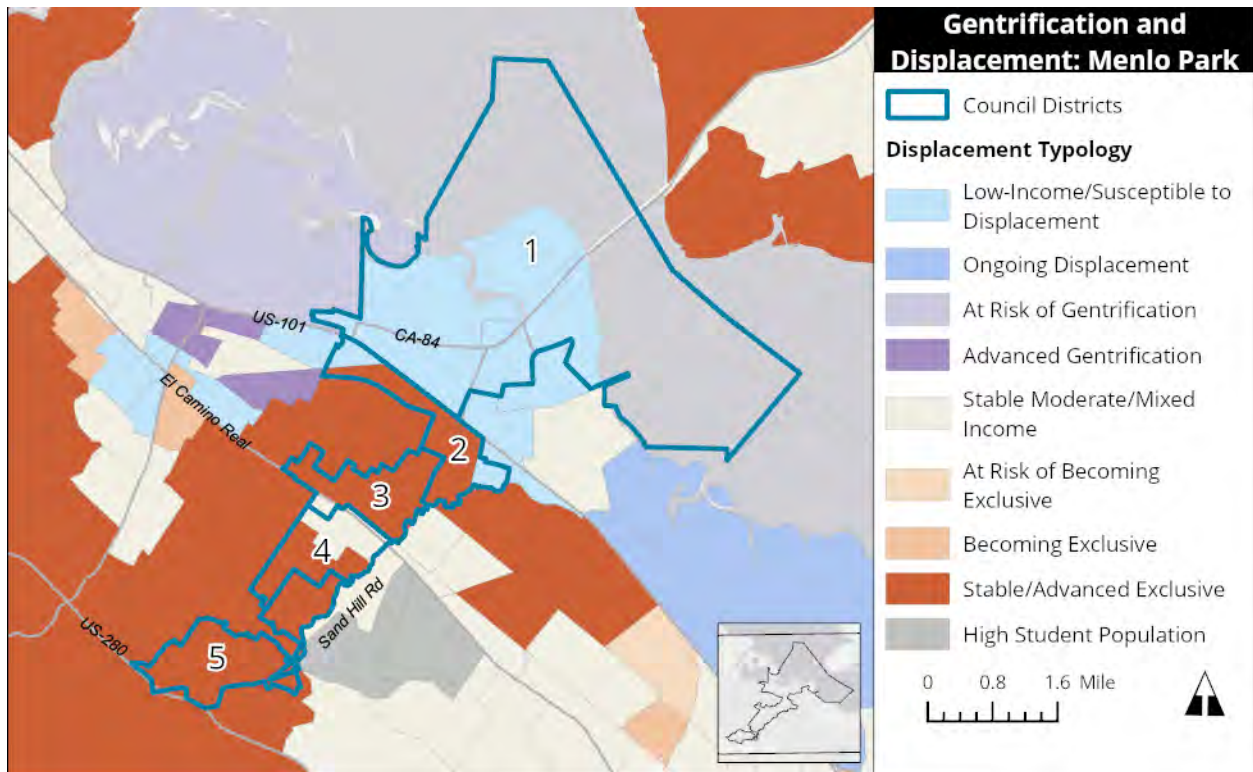 Gentrification and
Displacement: Menlo Park
Council Districts
Displacement Typology
Low-Income/Susceptible to
Displacement
Ongoing Displacement
At Risk of Gentrification
Advanced Gentrification
Stable Moderate/Mixed
Income
At Risk of Becoming
Exclusive
Becoming Exclusive
Stable/Advanced Exclusive
High Student Population
0 0.8 1.6 Mile
1
US-101
CA-84
El Camino Real
2
3
4
Sand Hill Rd
US-280
5